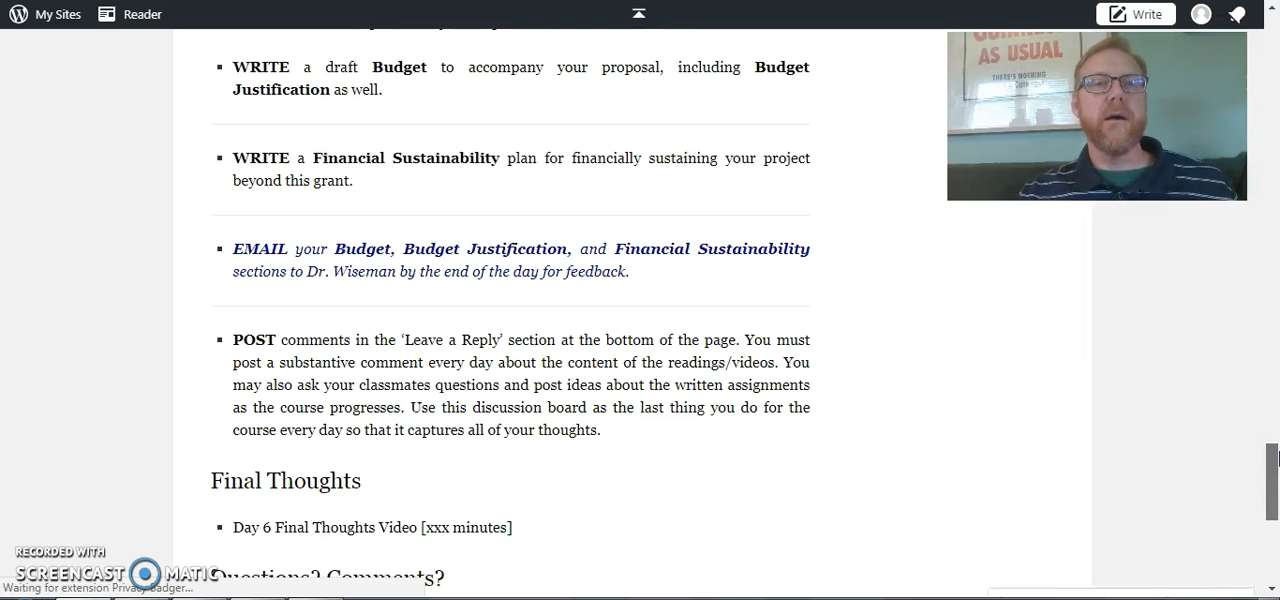 My Sites Reader Write
WRITE a draft Budget to accompany your proposal, including Budget
Justification as well.
WRITE a Financial Sustainability plan for financially sustaining your project
beyond this grant.
EMAIL your Budget, Budget Justification, and Financial Sustainability
sections to Dr. Wiseman by the end of the day for feedback.
POST comments in the ‘Leave a Reply’ section at the bottom of the page. You must
post a substantive comment every day about the content of the readings/videos. You
may also ask your classmates questions and post ideas about the written assignments
as the course progresses. Use this discussion board as the last thing you do for the
course every day so that it captures all of your thoughts.
Final Thoughts
Day 6 Final Thoughts Video [xxx minutes]
Questions? Comments?
AS USUAL
THERE'S NOTHING
RECORDED WITH
SCREENCAST MATIC
Waiting for extension Privacy Badger...